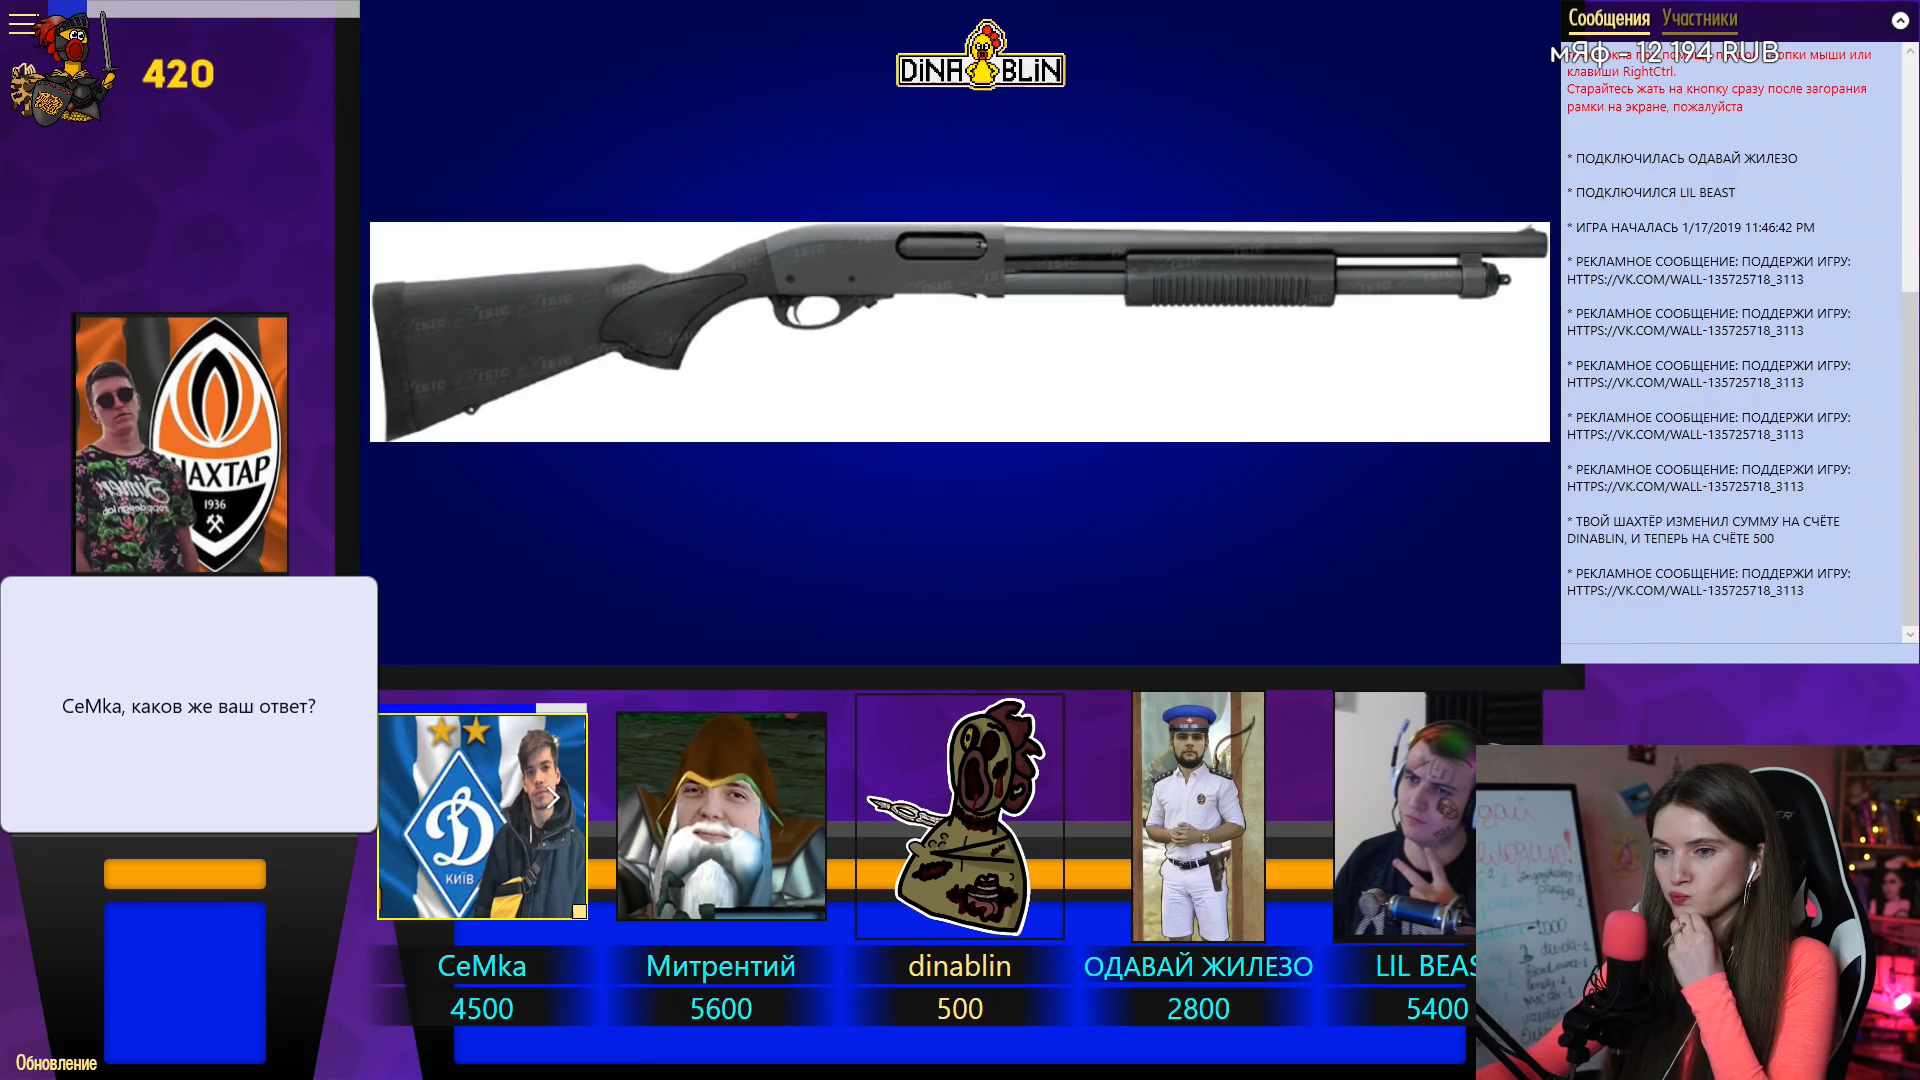 420
DiNA BLiN
Сообщения Участники
мЯф - 12 194 RUB
клавиши RightCtrl.
Старайтесь жать на кнопку сразу после загорания
рамки на экране, пожалуйста
* ПОДКЛЮЧИЛАСЬ ОДАВАЙ ЖИЛЕЗО
* ПОДКЛЮЧИЛСЯ LIL BEAST
* ИГРА НАЧАЛАСЬ 1/17/2019 11:46:42 PM
* РЕКЛАМНОЕ СООБЩЕНИЕ: ПОДДЕРЖИ ИГРУ:
HTTPS://VK.COM/WALL-135725718_3113
* РЕКЛАМНОЕ СООБЩЕНИЕ: ПОДДЕРЖИ ИГРУ:
HTTPS://VK.COM/WALL-135725718_3113
* РЕКЛАМНОЕ СООБЩЕНИЕ: ПОДДЕРЖИ ИГРУ:
HTTPS://VK.COM/WALL-135725718_3113
* РЕКЛАМНОЕ СООБЩЕНИЕ: ПОДДЕРЖИ ИГРУ:
HTTPS://VK.COM/WALL-135725718_3113
* РЕКЛАМНОЕ СООБЩЕНИЕ: ПОДДЕРЖИ ИГРУ:
HTTPS://VK.COM/WALL-135725718_3113
* ТВОЙ ШАХТЁР ИЗМЕНИЛ СУММУ НА СЧЁТЕ
DINABLIN, И ТЕПЕРЬ НА СЧЁТЕ 500
* РЕКЛАМНОЕ СООБЩЕНИЕ: ПОДДЕРЖИ ИГРУ:
HTTPS://VK.COM/WALL-135725718_3113
ШАХТАР
1936
CeMka, каков же ваш ответ?
Д
КИЇВ
CeMka
4500
Митрентий
5600
dinablin
500
ОДАВАЙ ЖИЛЕЗО
2800
LIL BEAS
5400
Обновление